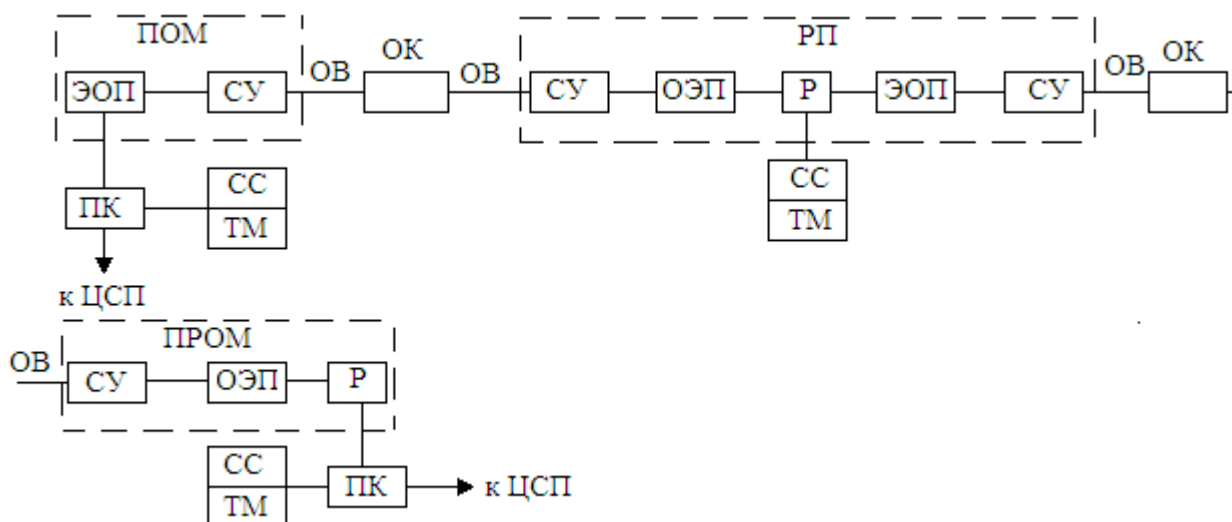 ПОМ
ОВ
ОК
ОВ
РП
ОВ
ОК
ЭОП
СУ
СУ
ОЭП
Р
ЭОП
СУ
ПК
СС
ТМ
СС
ТМ
к ЦСП
ПРОМ
ОВ
СУ
ОЭП
Р
СС
ТМ
ПК
к ЦСП